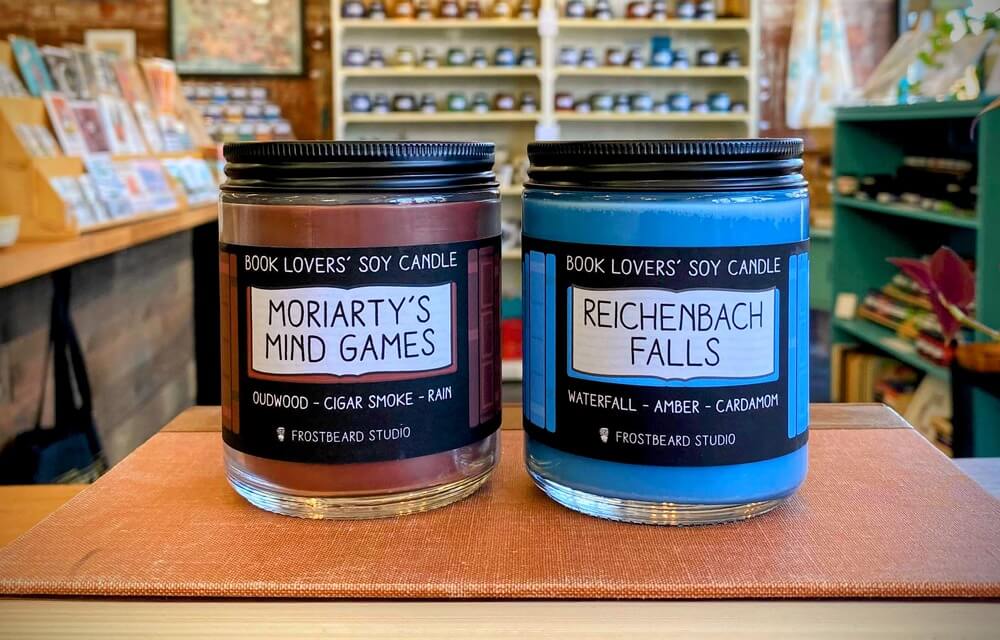 BOOK LOVERS' SOY CANDLE
MORIARTY'S
MIND GAMES
OUDWOOD - CIGAR SMOKE - RAIN
FROSTBEARD STUDIO
BOOK LOVERS' SOY CANDLE
REICHENBACH
FALLS
WATERFALL - AMBER - CARDAMOM
FROSTBEARD STUDIO